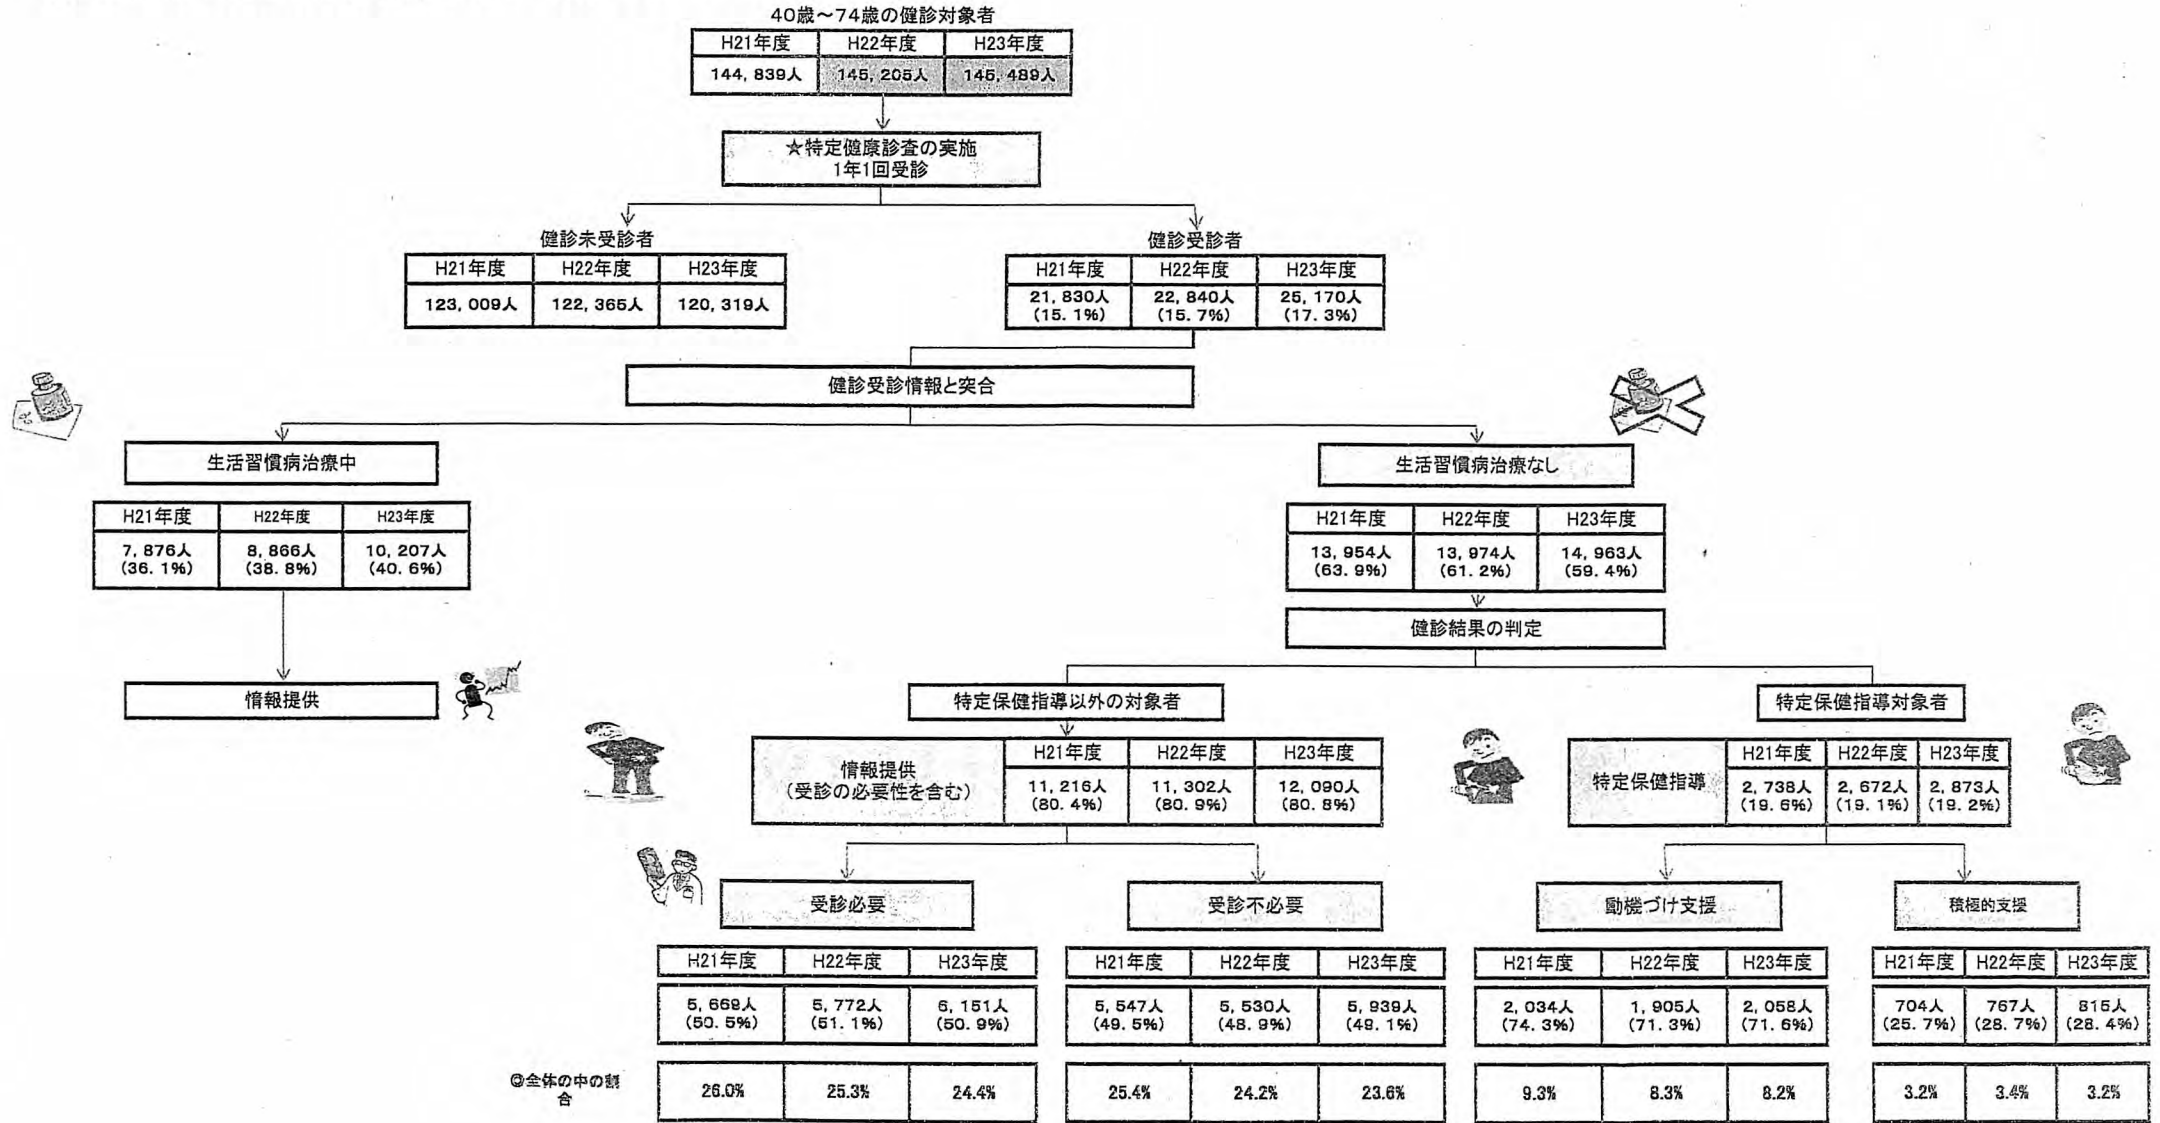 40歳～74歳の健診対象者
H21年度 H22年度 H23年度
144,839人 145,205人 145,489人
☆特定健康診査の実施
1年1回受診
健診未受診者
H21年度 H22年度 H23年度
123,009人 122,365人 120,319人
健診受診者
H21年度 H22年度 H23年度
21,830人 22,840人 25,170人
(15.1%) (15.7%) (17.3%)
健診受診情報と突合
生活習慣病治療中
H21年度 H22年度 H23年度
7,876人 8,866人 10,207人
(36.1%) (38.8%) (40.6%)
情報提供
生活習慣病治療なし
H21年度 H22年度 H23年度
13,954人 13,974人 14,963人
(63.9%) (61.2%) (59.4%)
健診結果の判定
特定保健指導以外の対象者
情報提供
(受診の必要性を含む)
H21年度 H22年度 H23年度
11,216人 11,302人 12,090人
(80.4%) (80.9%) (80.8%)
特定保健指導対象者
特定保健指導
H21年度 H22年度 H23年度
2,738人 2,672人 2,873人
(19.6%) (19.1%) (19.2%)
受診必要
H21年度 H22年度 H23年度
5,669人 5,772人 6,151人
(50.5%) (51.1%) (50.9%)
受診不必要
H21年度 H22年度 H23年度
5,547人 5,530人 5,939人
(49.5%) (48.9%) (49.1%)
動機づけ支援
H21年度 H22年度 H23年度
2,034人 1,905人 2,058人
(74.3%) (71.3%) (71.6%)
積極的支援
H21年度 H22年度 H23年度
704人 767人 815人
(25.7%) (28.7%) (28.4%)
◎全体の中の割
合
26.0% 25.3% 24.4%
25.4% 24.2% 23.6%
9.3% 8.3% 8.2%
3.2% 3.4% 3.2%